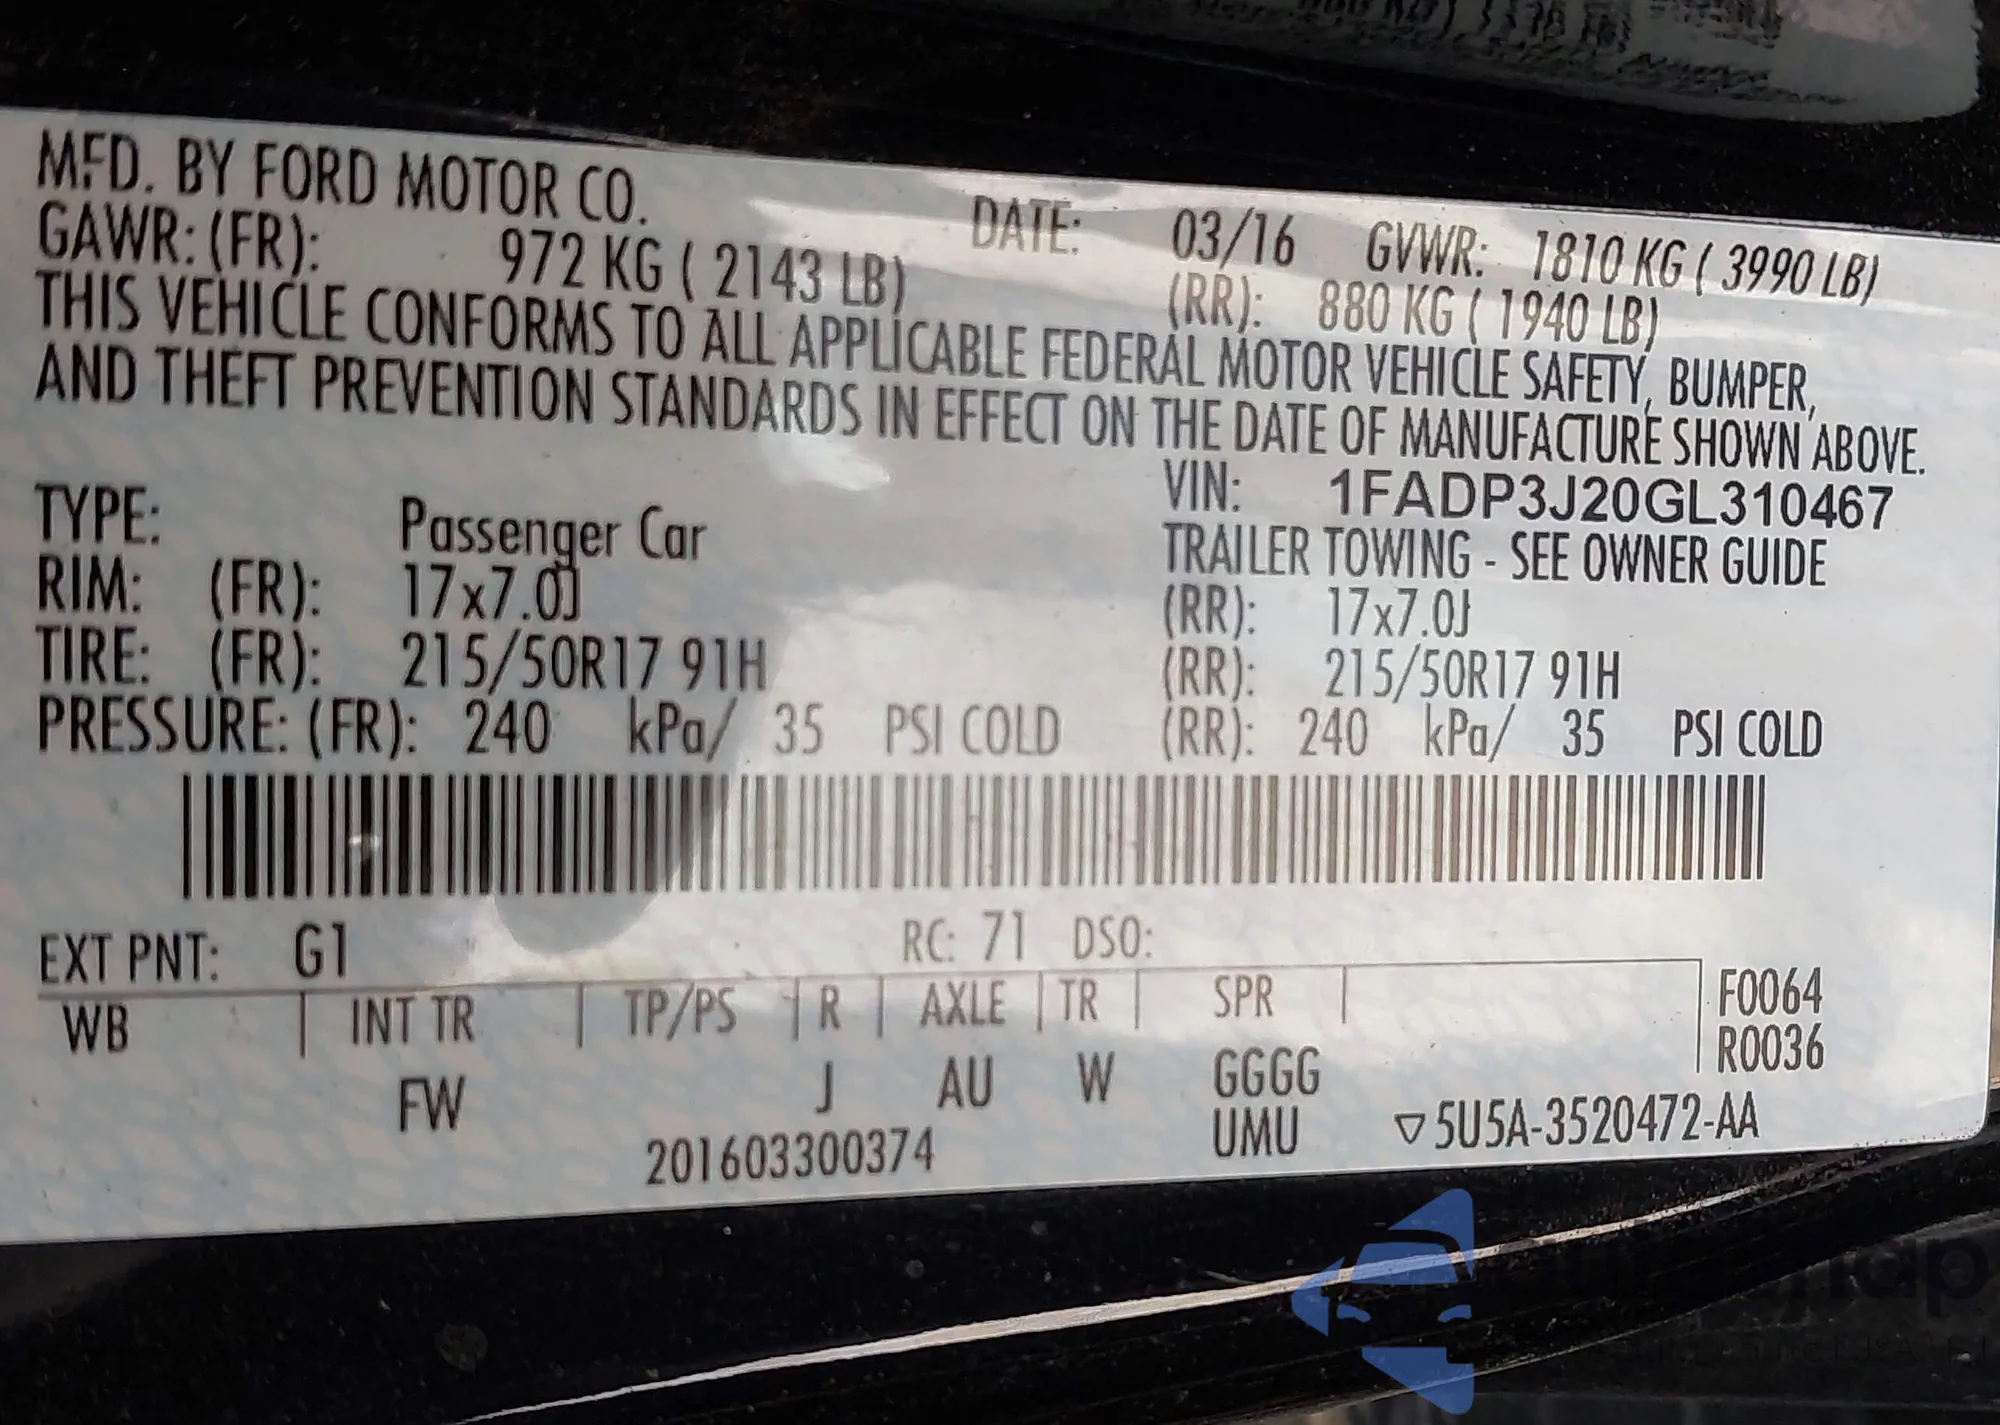 MFD. BY FORD MOTOR CO.
DATE: 03/16 GVWR: 1810 KG ( 3990 LB)
GAWR: (FR): 972 KG ( 2143 LB) (RR): 880 KG ( 1940 LB)
THIS VEHICLE CONFORMS TO ALL APPLICABLE FEDERAL MOTOR VEHICLE SAFETY, BUMPER,
AND THEFT PREVENTION STANDARDS IN EFFECT ON THE DATE OF MANUFACTURE SHOWN ABOVE.
VIN: 1FADP3J20GL310467
TYPE: Passenger Car TRAILER TOWING - SEE OWNER GUIDE
RIM: (FR): 17x7.0J (RR): 17x7.0J
TIRE: (FR): 215/50R17 91H (RR): 215/50R17 91H
PRESSURE: (FR): 240 kPa/ 35 PSI COLD (RR): 240 kPa/ 35 PSI COLD
EXT PNT: G1 RC: 71 DSO:
WB | INT TR | TP/PS | R | AXLE | TR | SPR | F0064
R0036
FW J AU W GGGG
UMU ▽5U5A-3520472-AA
201603300374